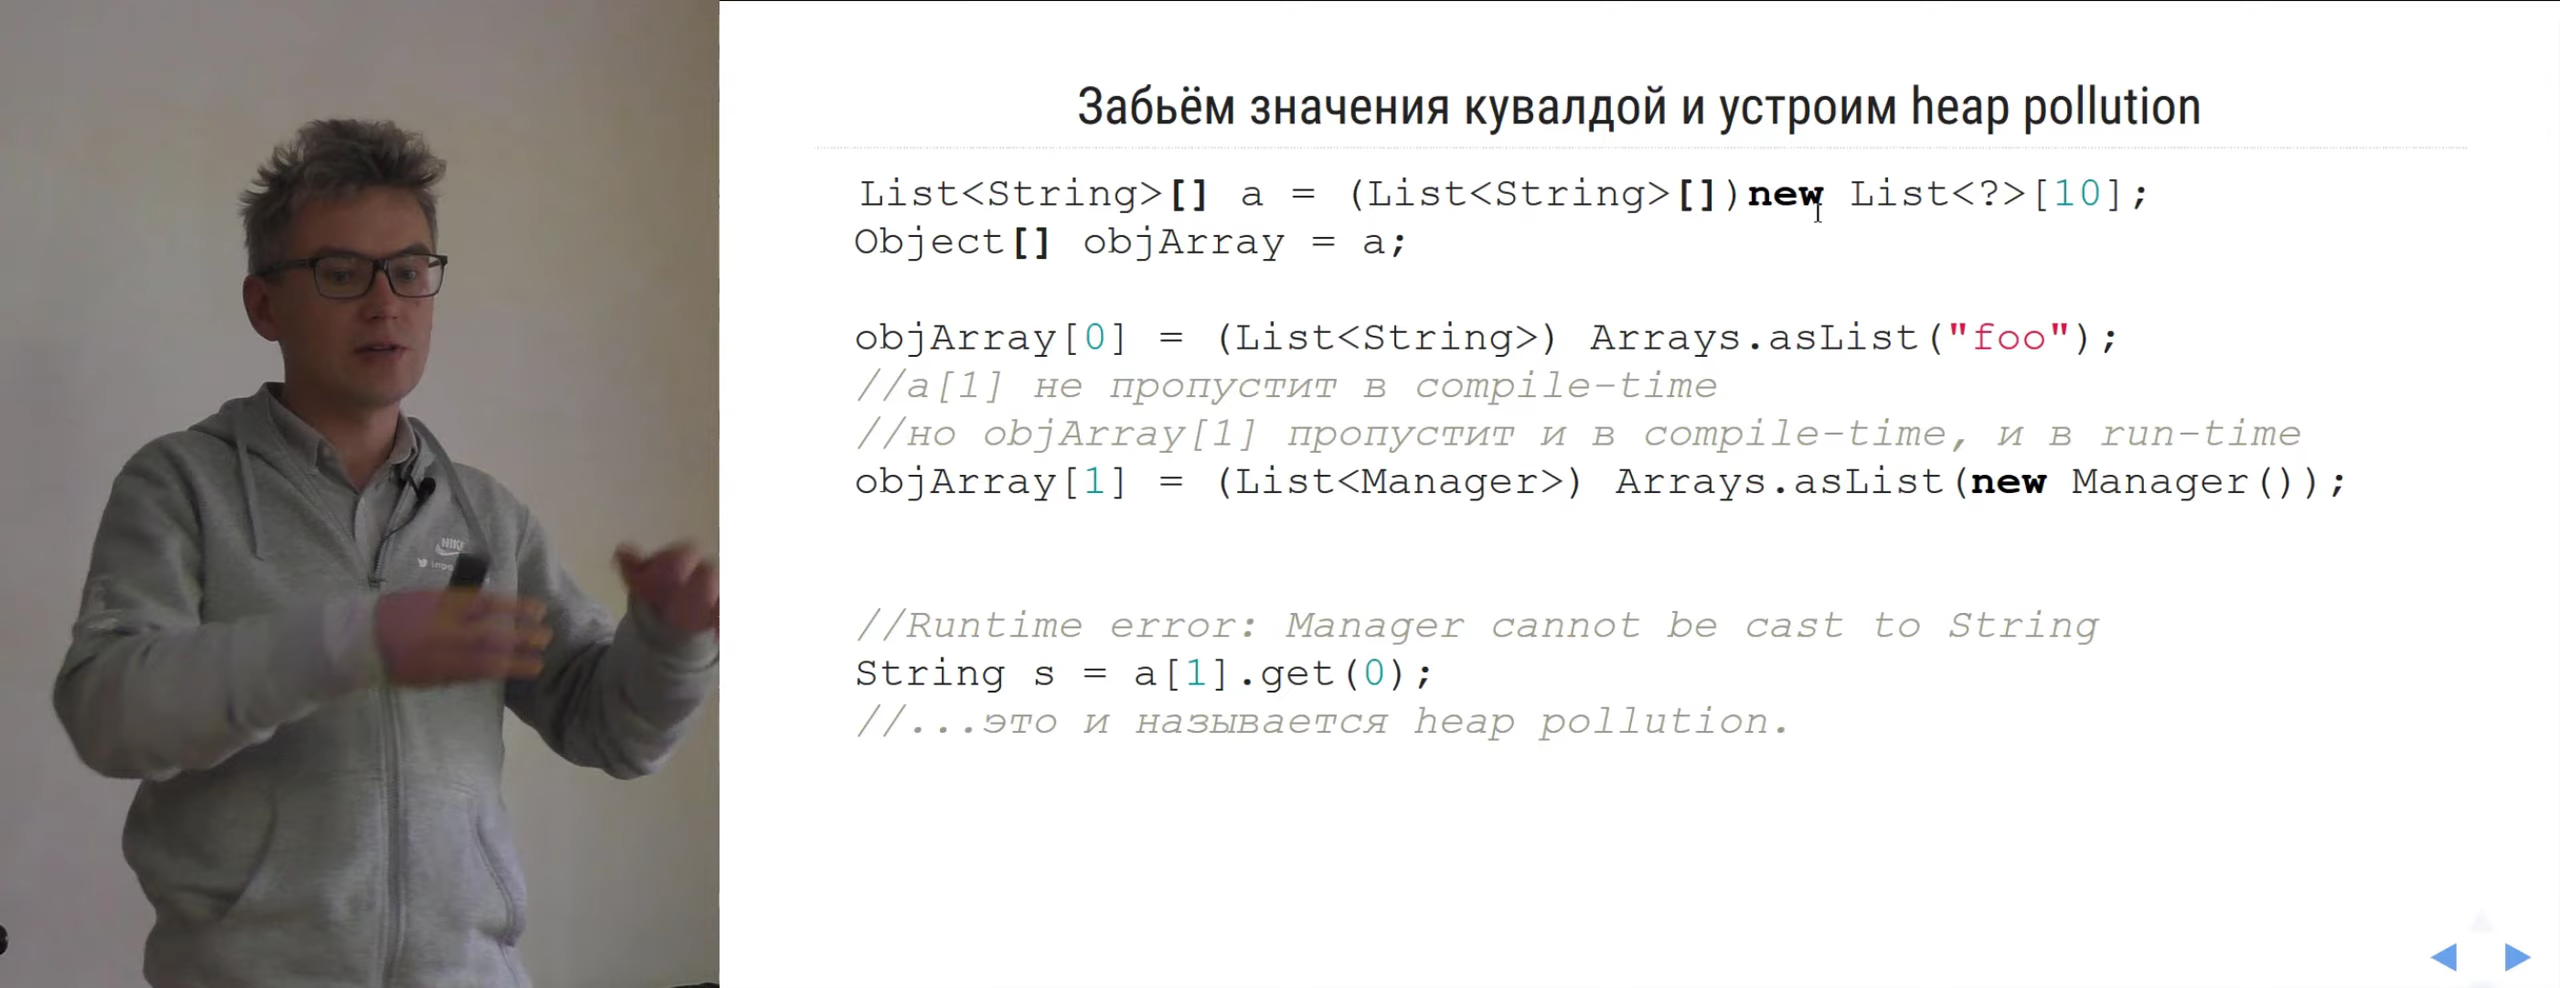 Забьём значения кувалдой и устроим heap pollution
List<String>[] a = (List<String>[])new List<?>[10];
Object[] objArray = a;
objArray[0] = (List<String>) Arrays.asList("foo");
//a[1] не пропустит в compile-time
//но objArray[1] пропустит и в compile-time, и в run-time
objArray[1] = (List<Manager>) Arrays.asList(new Manager());
//Runtime error: Manager cannot be cast to String
String s = a[1].get(0);
//...это и называется heap pollution.
NIKE